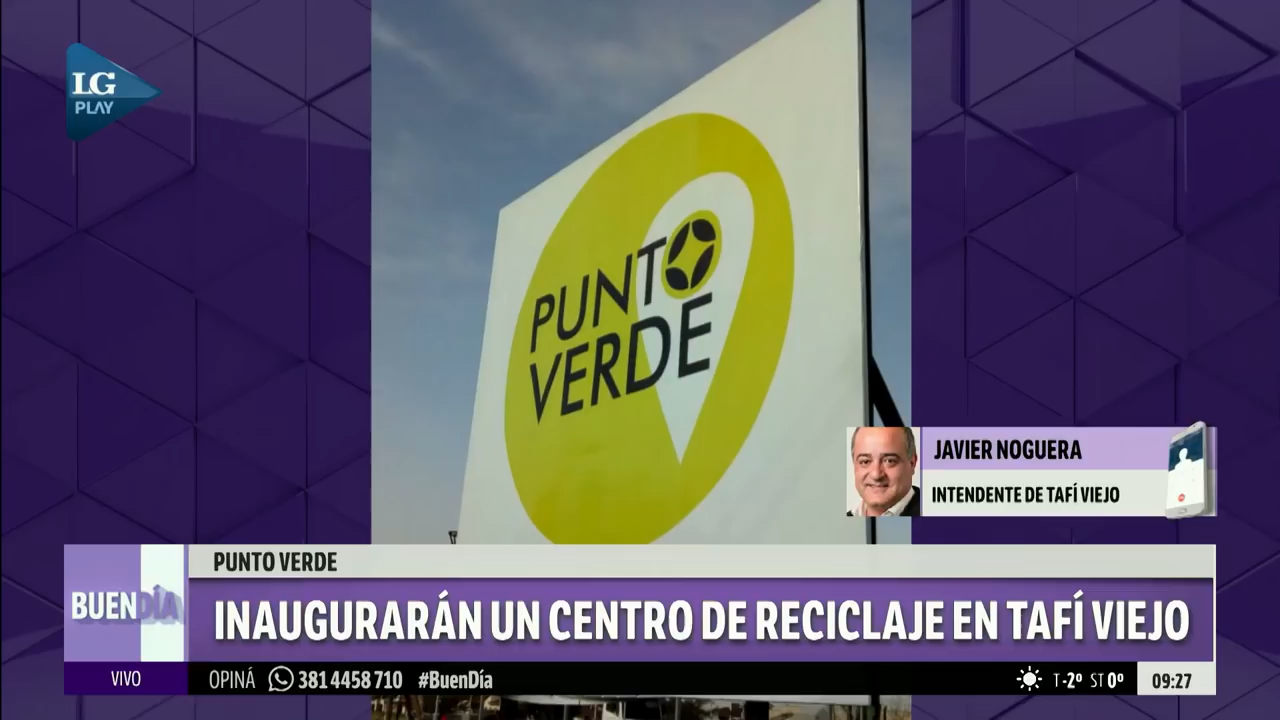 LG
PLAY
PUNTO
VERDE
JAVIER NOGUERA
INTENDENTE DE TAFÍ VIEJO
PUNTO VERDE
BUENDÍA
INAUGURARÁN UN CENTRO DE RECICLAJE EN TAFÍ VIEJO
VIVO
OPINÁ 381 4458 710 #BuenDía T-2º ST 0º 09:27